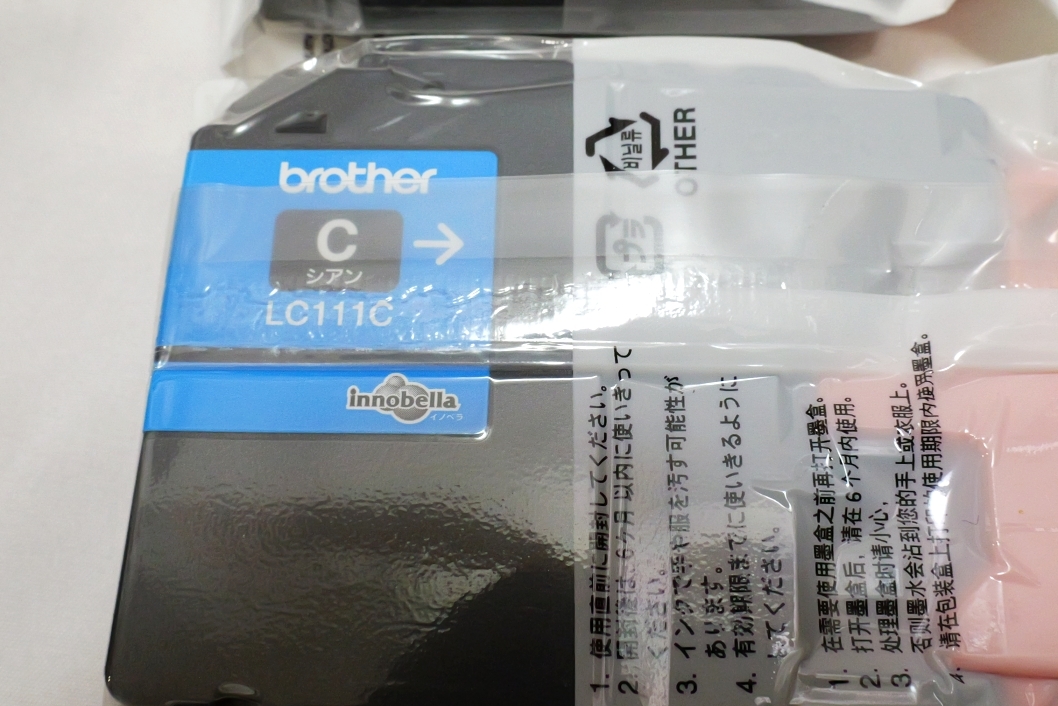 brother
C
シアン
LC111C
innobella
イノベラ
비닐류
OTHER
プラ
1. 使用直前に開封してください。
2. 開封後は、6ヶ月以内に使いきって
ください。
3. インクで手や服を汚す可能性が
あります。
4. 有効期限までに使いきるように
してください。
1. 在需要使用墨盒之前再打开墨盒。
2. 打开墨盒后，请在6个月内使用。
3. 处理墨盒时请小心，
否则墨水会沾到您的手上或衣服上。
4. 请在包装盒上打印的使用期限内使用墨盒。